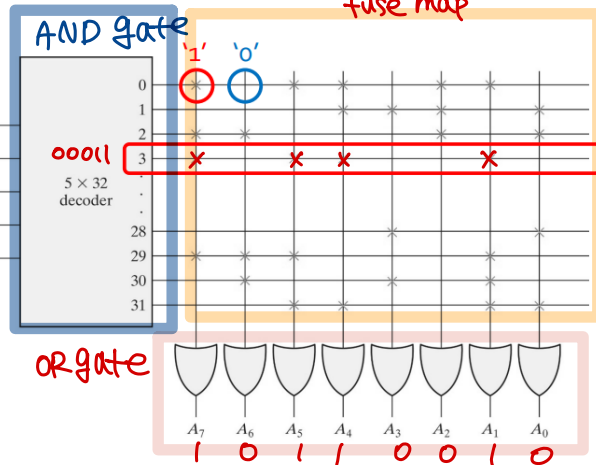 fuse map
AND gate
'1' '0'
0
1
2
00011 3
5 × 32
decoder
.
.
.
28
29
30
31
OR gate
A7 A6 A5 A4 A3 A2 A1 A0
1 0 1 1 0 0 1 0